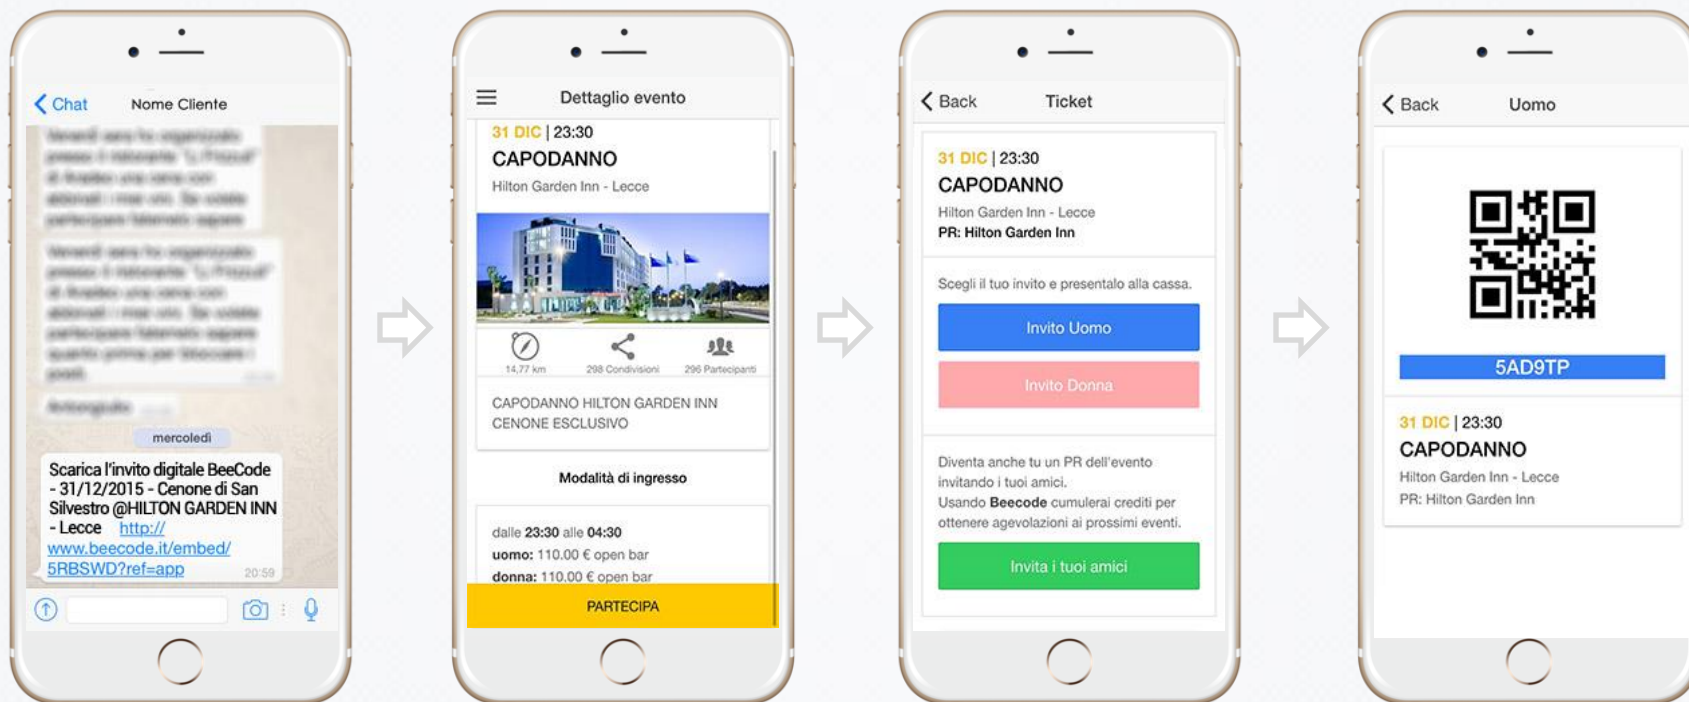 Chat
Nome Cliente
mercoledì
Scarica l'invito digitale BeeCode
- 31/12/2015 - Cenone di San
Silvestro @HILTON GARDEN INN
- Lecce http://
www.beecode.it/embed/
5RBSWD?ref=app
20:59
Dettaglio evento
31 DIC | 23:30
CAPODANNO
Hilton Garden Inn - Lecce
14,77 km
298 Condivisioni
296 Partecipanti
CAPODANNO HILTON GARDEN INN
CENONE ESCLUSIVO
Modalità di ingresso
dalle 23:30 alle 04:30
uomo: 110.00 € open bar
donna: 110.00 € open bar
PARTECIPA
Back
Ticket
31 DIC | 23:30
CAPODANNO
Hilton Garden Inn - Lecce
PR: Hilton Garden Inn
Scegli il tuo invito e presentalo alla cassa.
Invito Uomo
Invito Donna
Diventa anche tu un PR dell'evento
invitando i tuoi amici.
Usando Beecode cumulerai crediti per
ottenere agevolazioni ai prossimi eventi.
Invita i tuoi amici
Back
Uomo
5AD9TP
31 DIC | 23:30
CAPODANNO
Hilton Garden Inn - Lecce
PR: Hilton Garden Inn